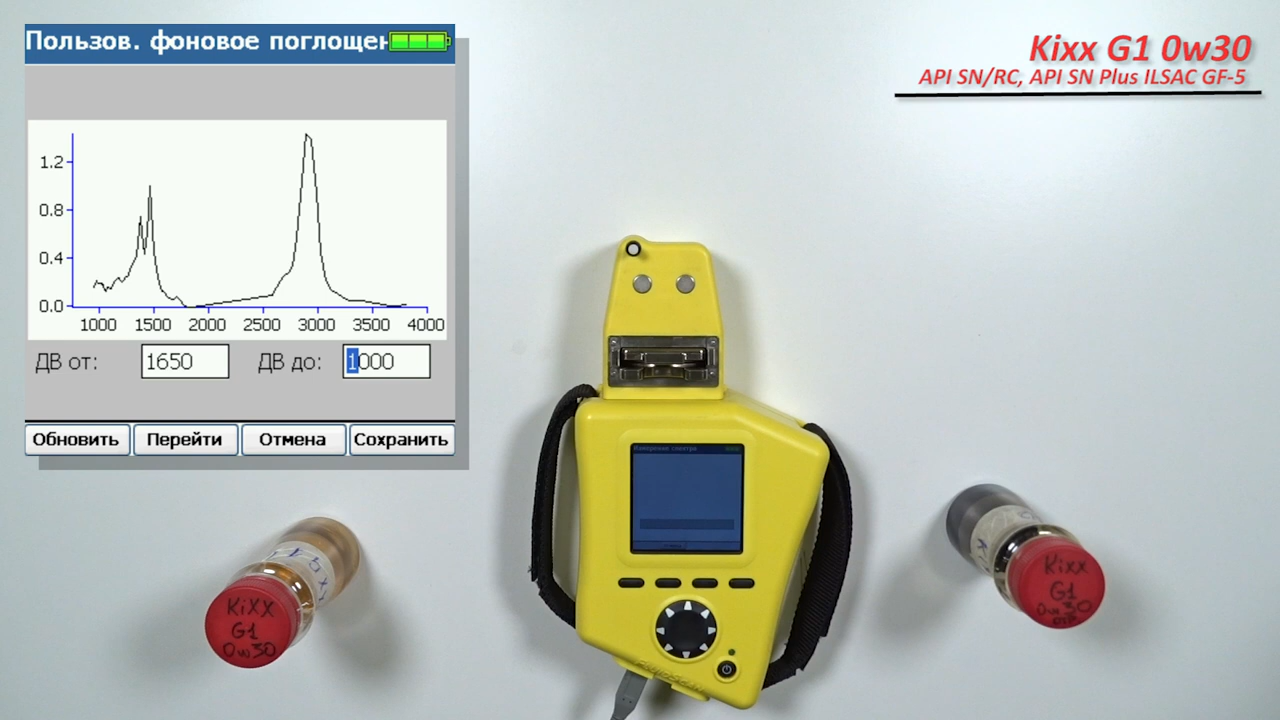 Пользов. фоновое поглощен
1.2
0.8
0.4
0.0
1000 1500 2000 2500 3000 3500 4000
ДВ от: 1650 ДВ до: 1000
Обновить Перейти Отмена Сохранить
Kixx G1 0w30
API SN/RC, API SN Plus ILSAC GF-5
Измерение спектра
KiXX
G1
0w30
Kixx
G1
0w30